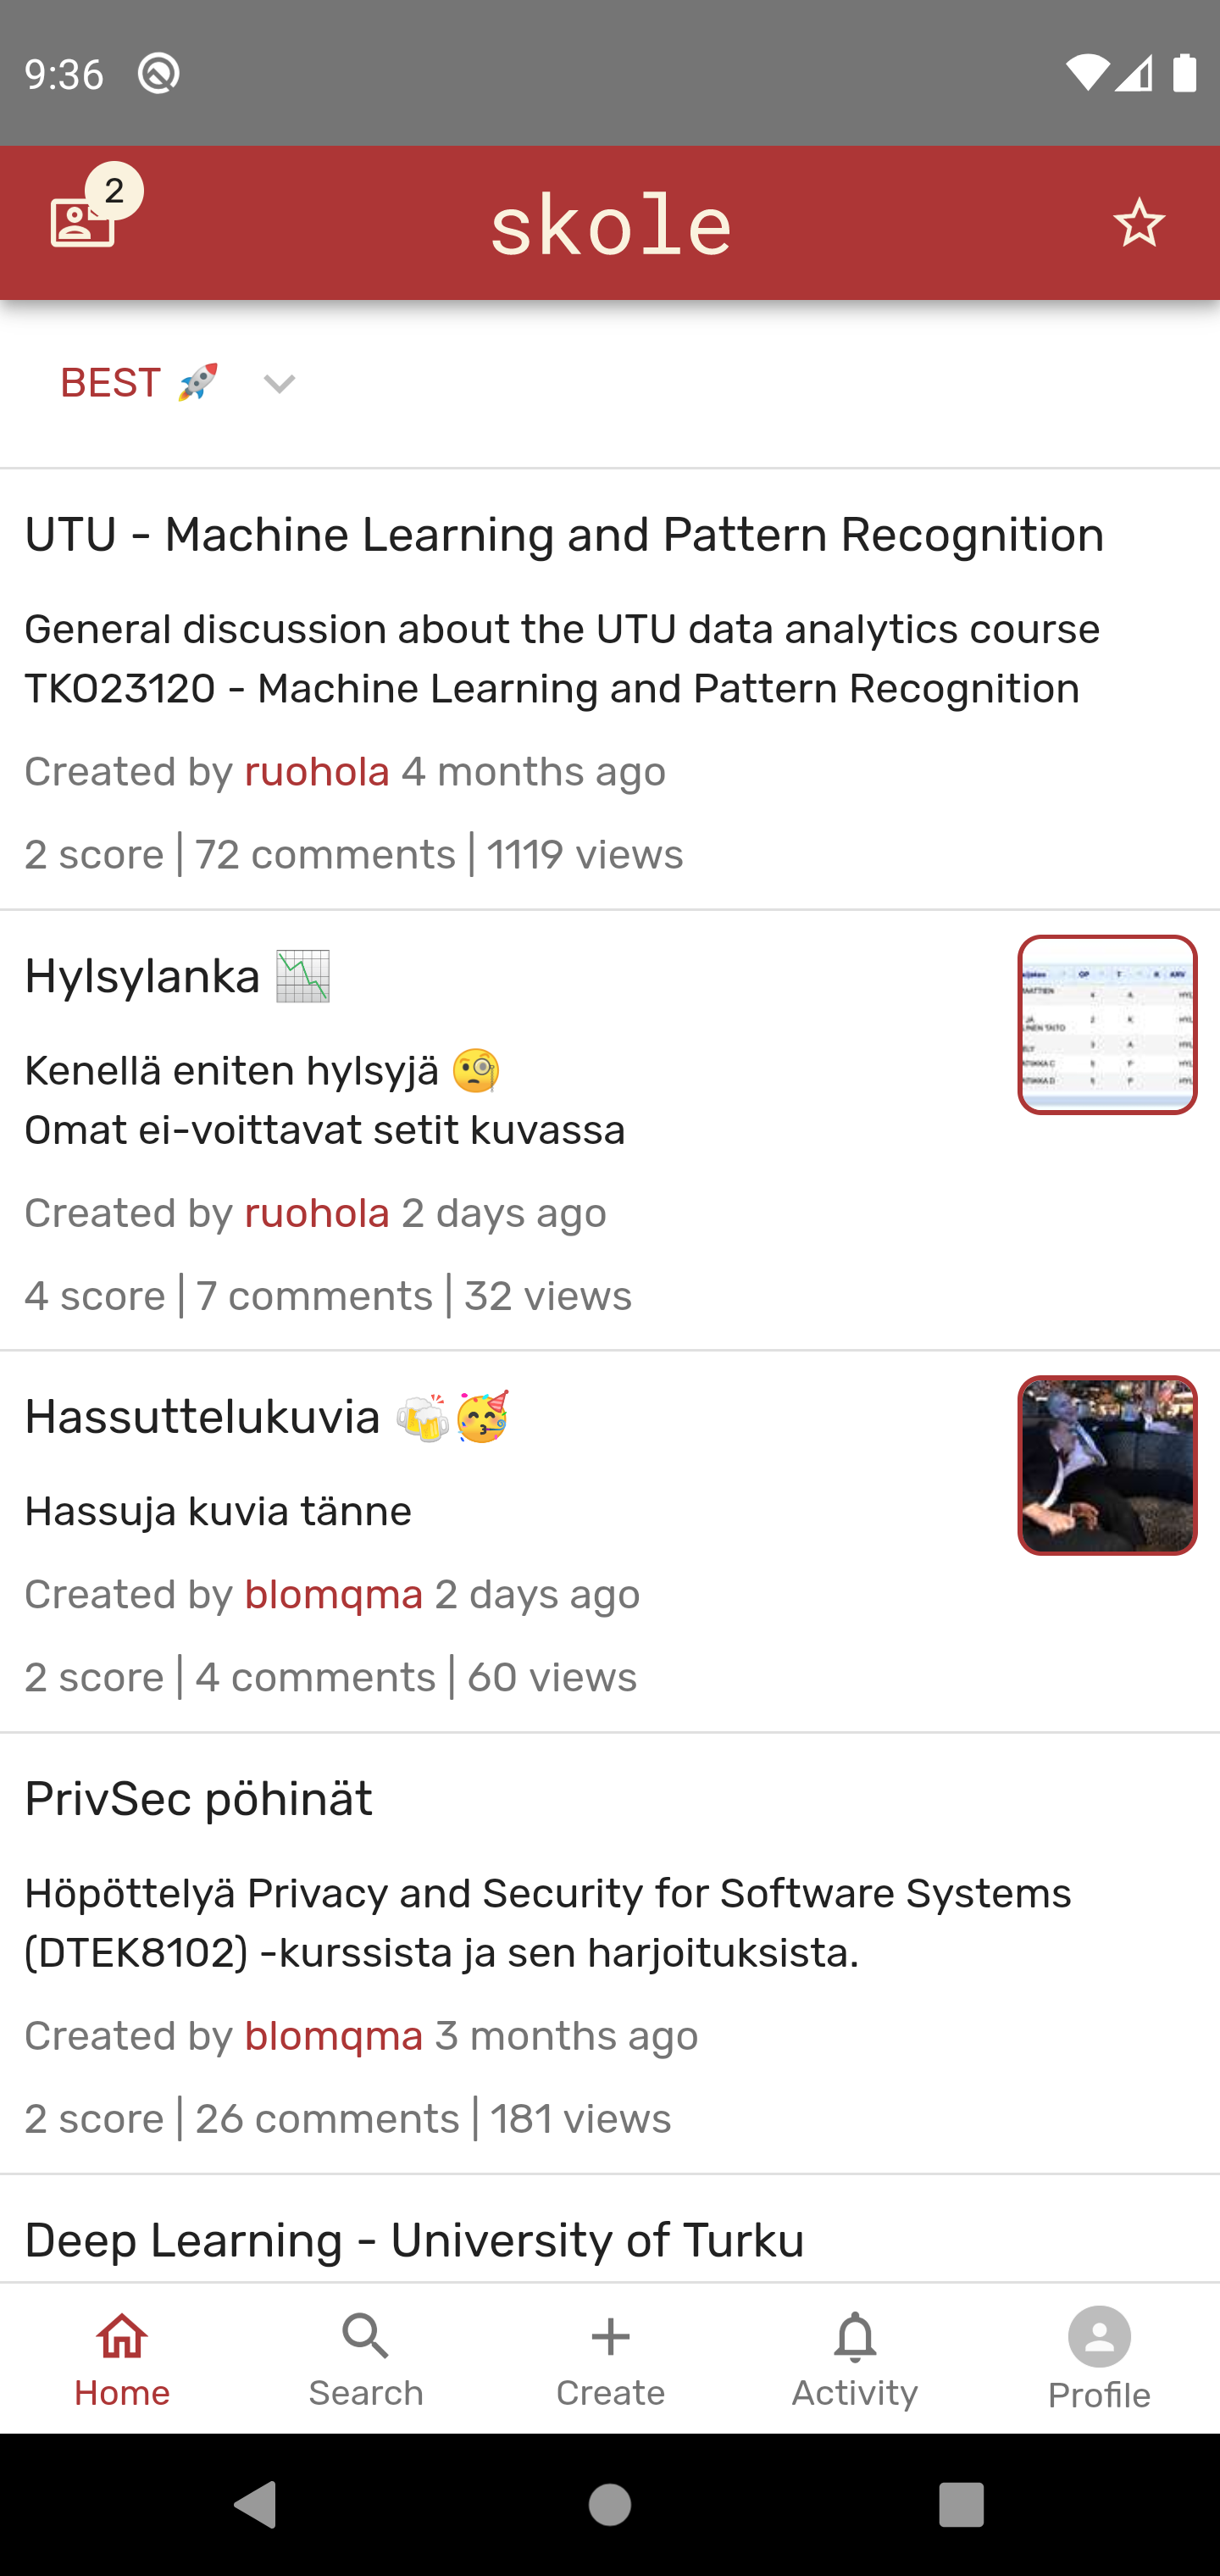 9:36
2
skole
BEST 🚀
UTU - Machine Learning and Pattern Recognition
General discussion about the UTU data analytics course
TKO23120 - Machine Learning and Pattern Recognition
Created by ruohola 4 months ago
2 score | 72 comments | 1119 views
Hylsylanka 📉
Kenellä eniten hylsyjä 🧐
Omat ei-voittavat setit kuvassa
Created by ruohola 2 days ago
4 score | 7 comments | 32 views
Hassuttelukuvia 🍻🥳
Hassuja kuvia tänne
Created by blomqma 2 days ago
2 score | 4 comments | 60 views
PrivSec pöhinät
Höpöttelyä Privacy and Security for Software Systems
(DTEK8102) -kurssista ja sen harjoituksista.
Created by blomqma 3 months ago
2 score | 26 comments | 181 views
Deep Learning - University of Turku
Home
Search
Create
Activity
Profile